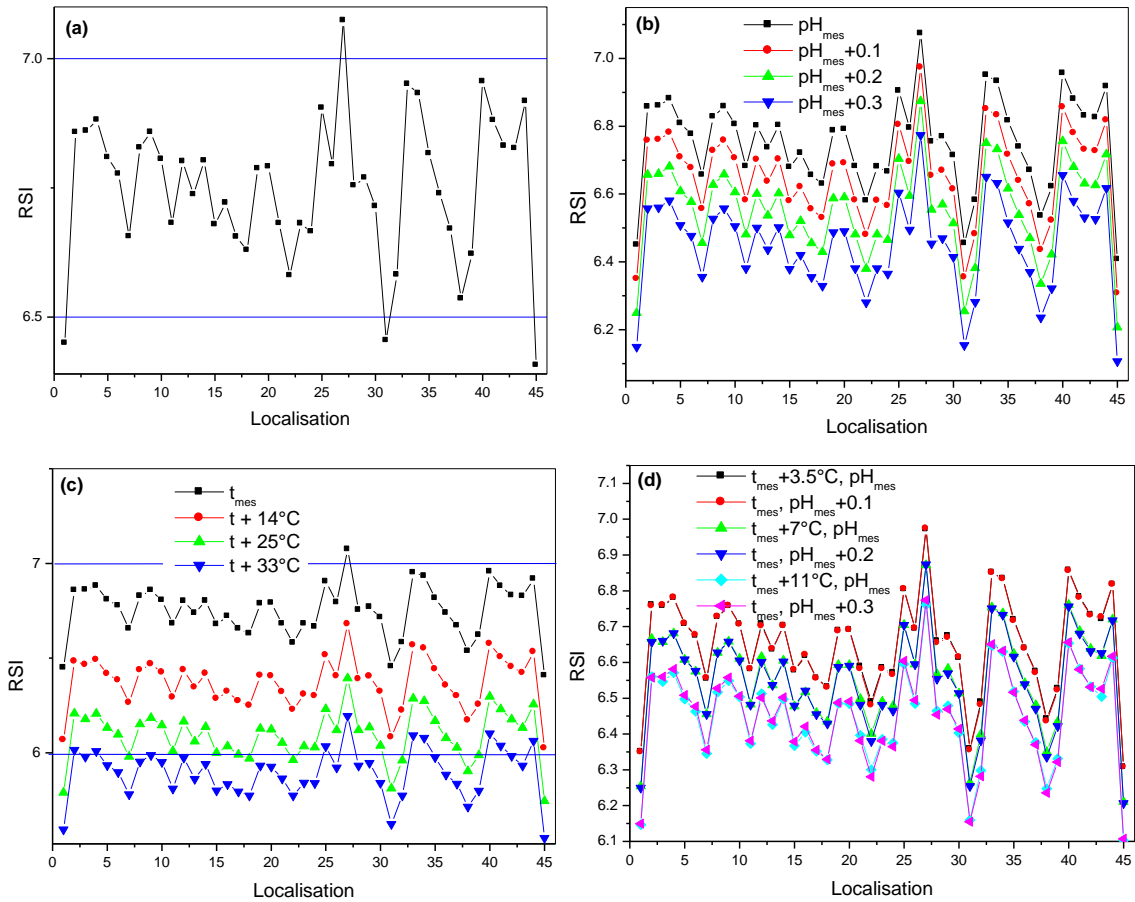 (a)
7.0
6.5
RSI
0 5 10 15 20 25 30 35 40 45
Localisation
(b)
pHmes
pHmes+0.1
pHmes+0.2
pHmes+0.3
7.0
6.8
6.6
6.4
6.2
RSI
0 5 10 15 20 25 30 35 40 45
Localisation
(c)
tmes
t + 14°C
t + 25°C
t + 33°C
7
6
RSI
0 5 10 15 20 25 30 35 40 45
Localisation
(d)
tmes+3.5°C, pHmes
tmes, pHmes+0.1
tmes+7°C, pHmes
tmes, pHmes+0.2
tmes+11°C, pHmes
tmes, pHmes+0.3
7.1
7.0
6.9
6.8
6.7
6.6
6.5
6.4
6.3
6.2
6.1
RSI
0 5 10 15 20 25 30 35 40 45
Localisation